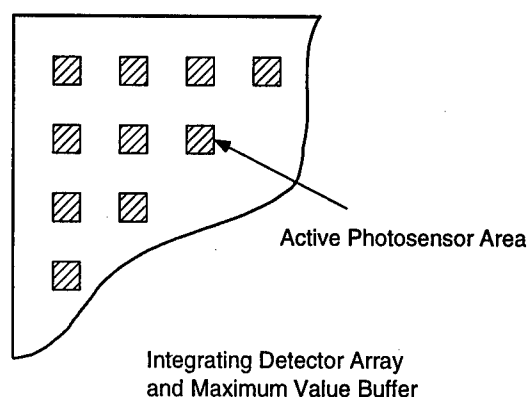 Active Photosensor Area
Integrating Detector Array
and Maximum Value Buffer